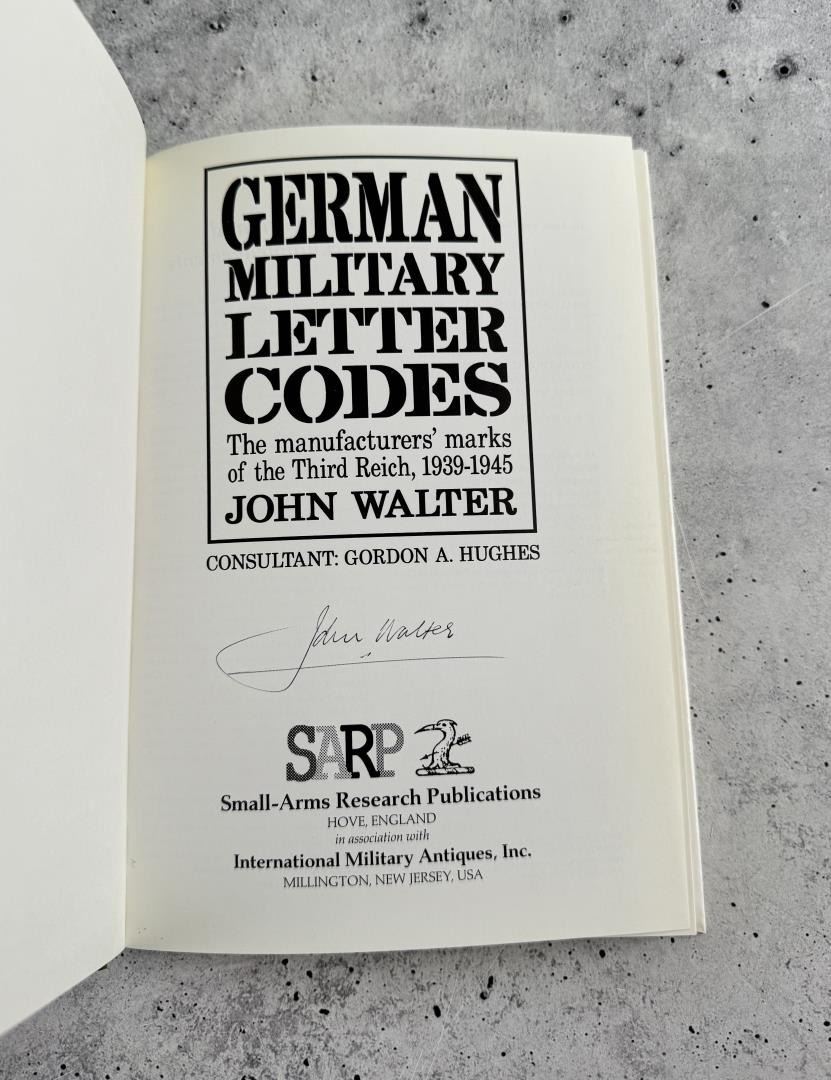 GERMAN
MILITARY
LETTER
CODES
The manufacturers' marks
of the Third Reich, 1939-1945
JOHN WALTER
CONSULTANT: GORDON A. HUGHES
John Walter
SARP
Small-Arms Research Publications
HOVE, ENGLAND
in association with
International Military Antiques, Inc.
MILLINGTON, NEW JERSEY, USA